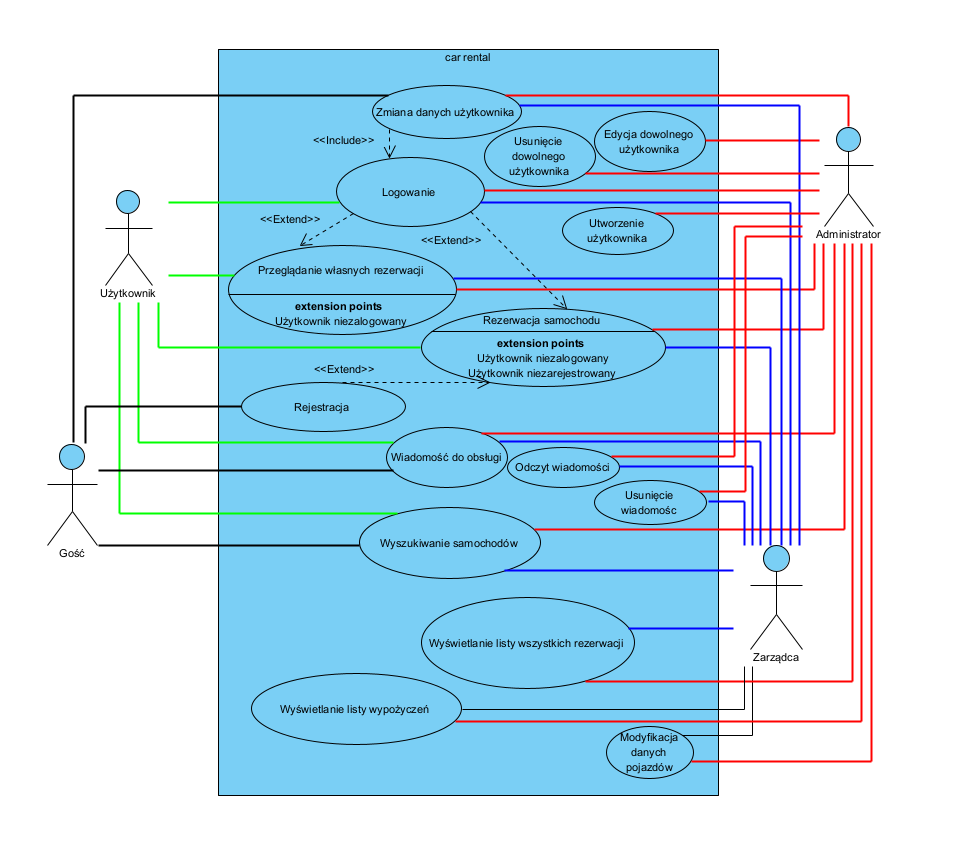 car rental
Zmiana danych użytkownika
<<Include>>
Usunięcie
dowolnego
użytkownika
Edycja dowolnego
użytkownika
Logowanie
<<Extend>>
<<Extend>>
Utworzenie
użytkownika
Administrator
Użytkownik
Przeglądanie własnych rezerwacji
extension points
Użytkownik niezalogowany
Rezerwacja samochodu
extension points
Użytkownik niezalogowany
Użytkownik niezarejestrowany
<<Extend>>
Rejestracja
Wiadomość do obsługi
Odczyt wiadomości
Usunięcie
wiadomośc
Gość
Wyszukiwanie samochodów
Wyświetlanie listy wszystkich rezerwacji
Zarządca
Wyświetlanie listy wypożyczeń
Modyfikacja
danych
pojazdów